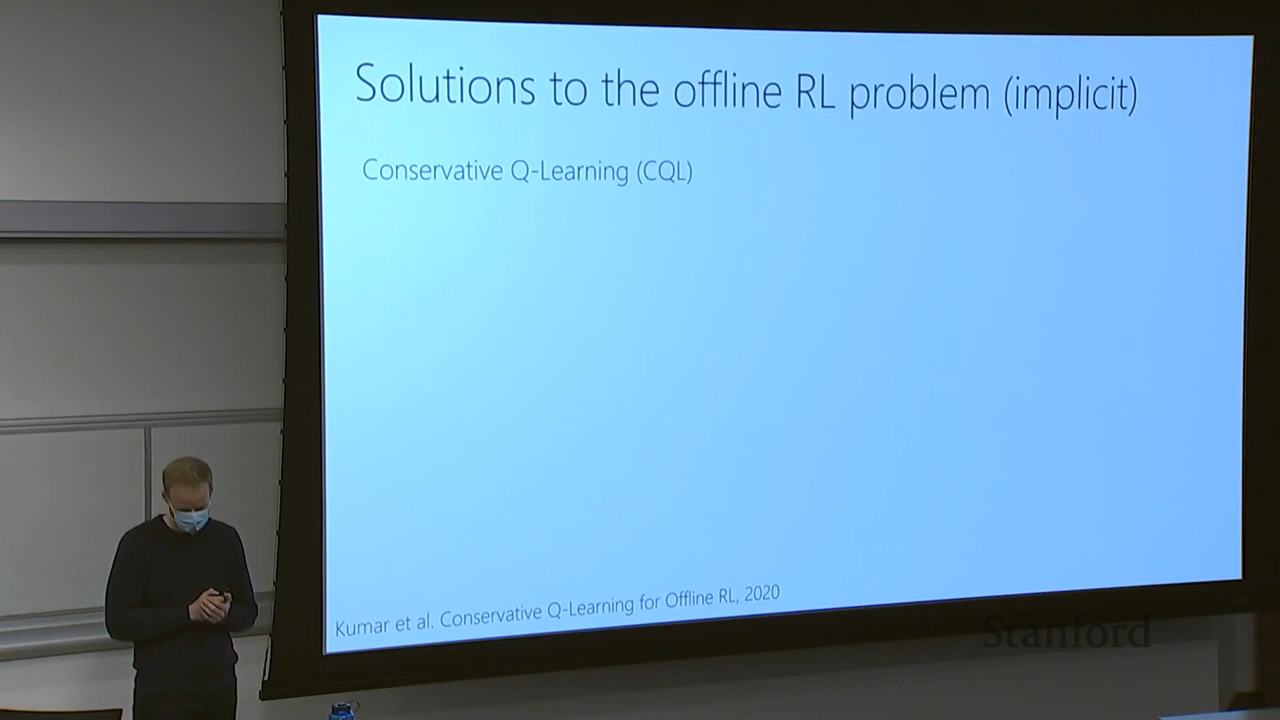 Solutions to the offline RL problem (implicit)
Conservative Q-Learning (CQL)
Kumar et al. Conservative Q-Learning for Offline RL, 2020
Stanford